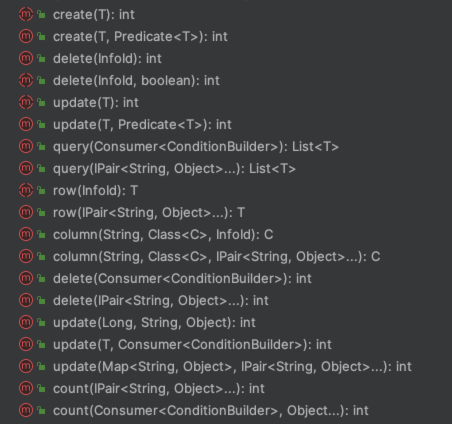 create(T): int
create(T, Predicate<T>): int
delete(InfoId): int
delete(InfoId, boolean): int
update(T): int
update(T, Predicate<T>): int
query(Consumer<ConditionBuilder>): List<T>
query(IPair<String, Object>...): List<T>
row(InfoId): T
row(IPair<String, Object>...): T
column(String, Class<C>, InfoId): C
column(String, Class<C>, IPair<String, Object>...): C
delete(Consumer<ConditionBuilder>): int
delete(IPair<String, Object>...): int
update(Long, String, Object): int
update(T, Consumer<ConditionBuilder>): int
update(Map<String, Object>, IPair<String, Object>...): int
count(IPair<String, Object>...): int
count(Consumer<ConditionBuilder>, Object...): int